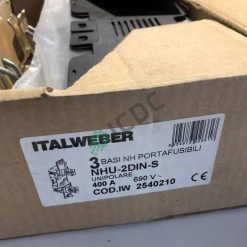 ITALWEBER
3 BASI NH PORTAFUSIBILI
NHU-2DIN-S
UNIPOLARE
400 A 690 V~
COD.IW 2540210
CE